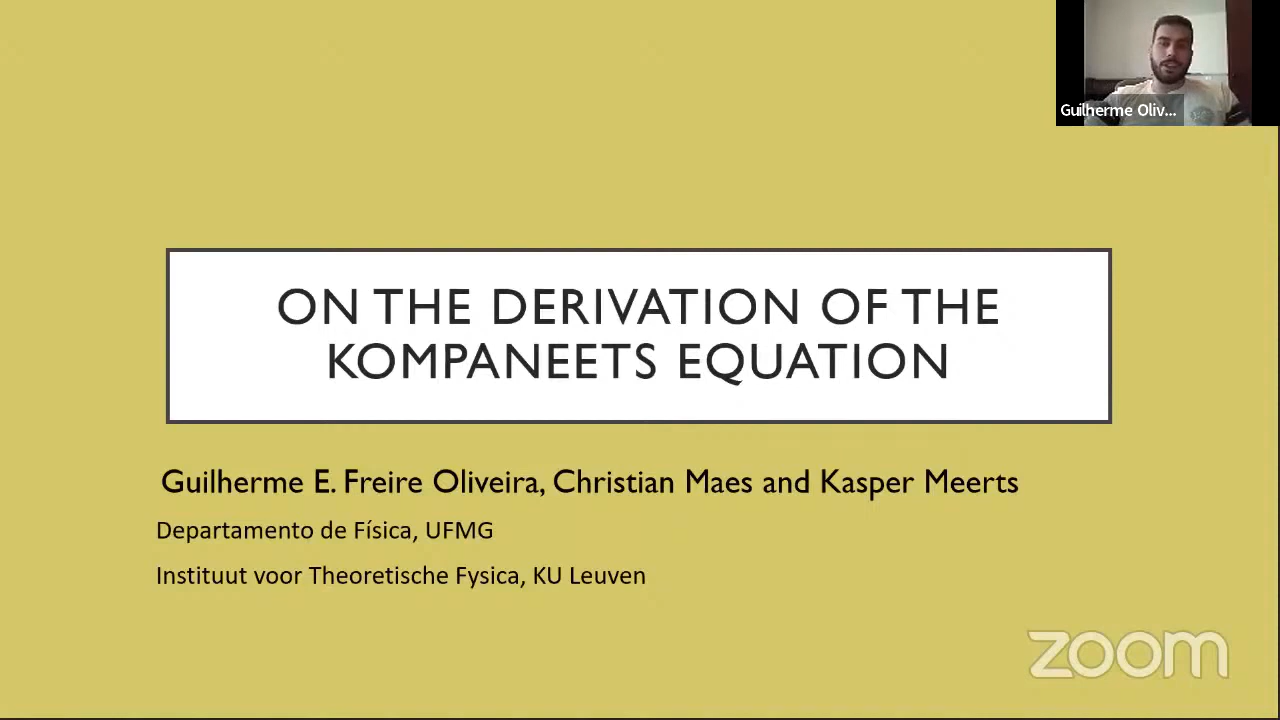 Guilherme Oliv...
ON THE DERIVATION OF THE
KOMPANEETS EQUATION
Guilherme E. Freire Oliveira, Christian Maes and Kasper Meerts
Departamento de Física, UFMG
Instituut voor Theoretische Fysica, KU Leuven
zoom